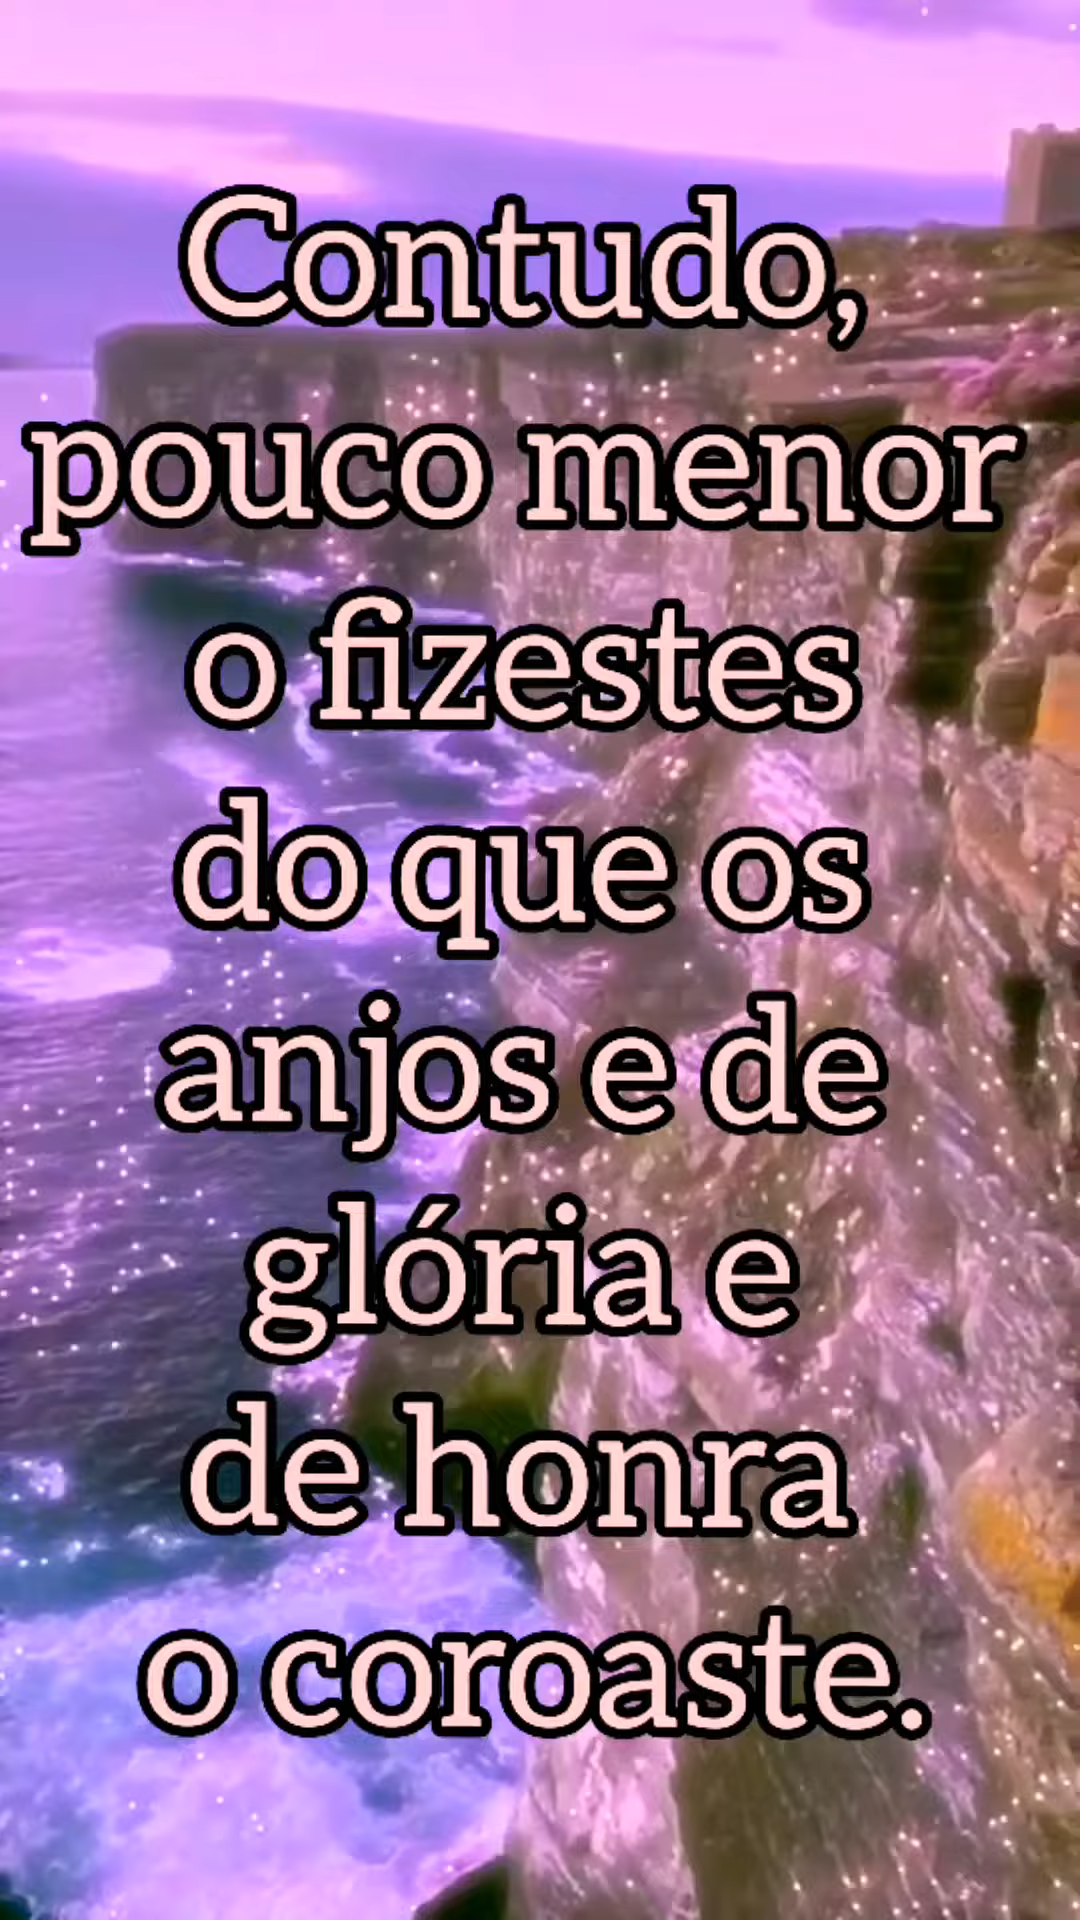 Contudo,
pouco menor
o fizestes
do que os
anjos e de
glória e
de honra
o coroaste.